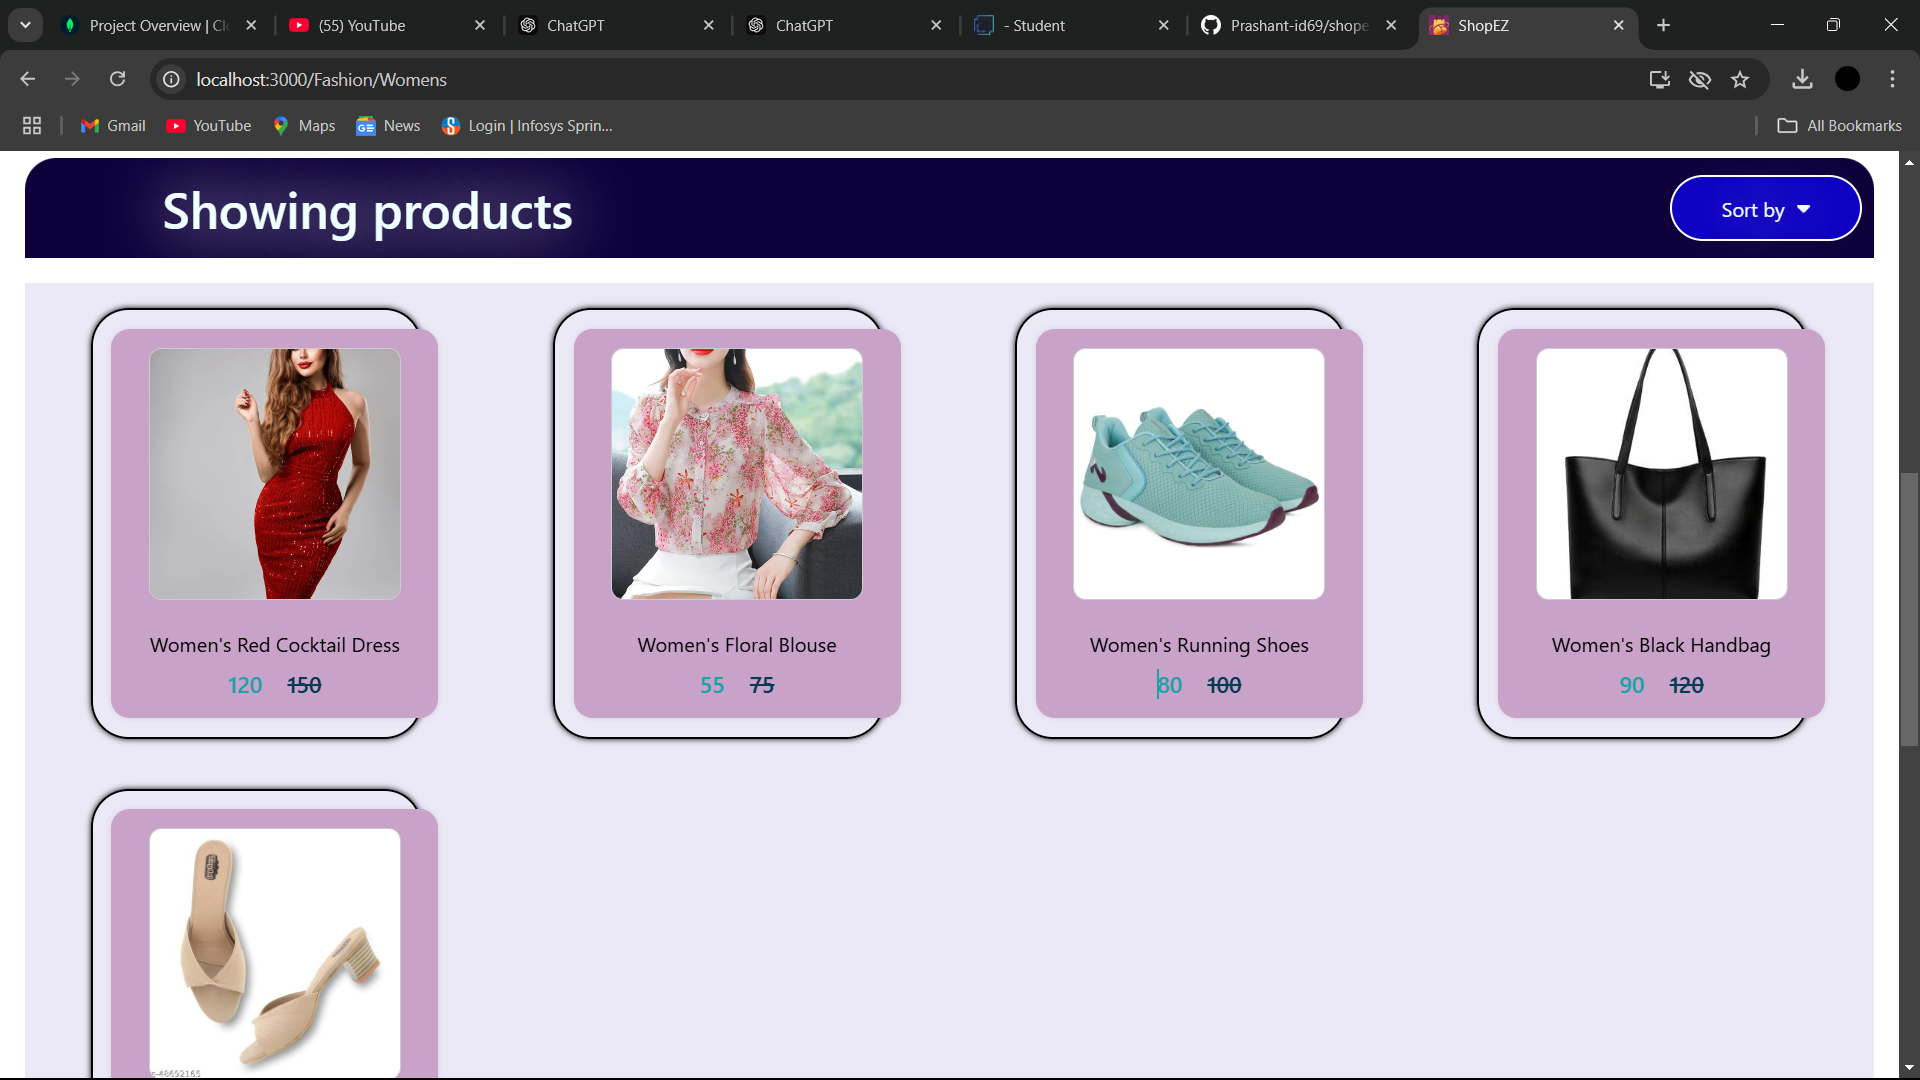 Project Overview | Clo
(55) YouTube
ChatGPT
ChatGPT
- Student
Prashant-id69/shope
ShopEZ
localhost:3000/Fashion/Womens
Gmail
YouTube
Maps
News
Login | Infosys Sprin...
All Bookmarks
Showing products
Sort by
Women's Red Cocktail Dress
120 150
Women's Floral Blouse
55 75
Women's Running Shoes
80 100
Women's Black Handbag
90 120
s-48692165